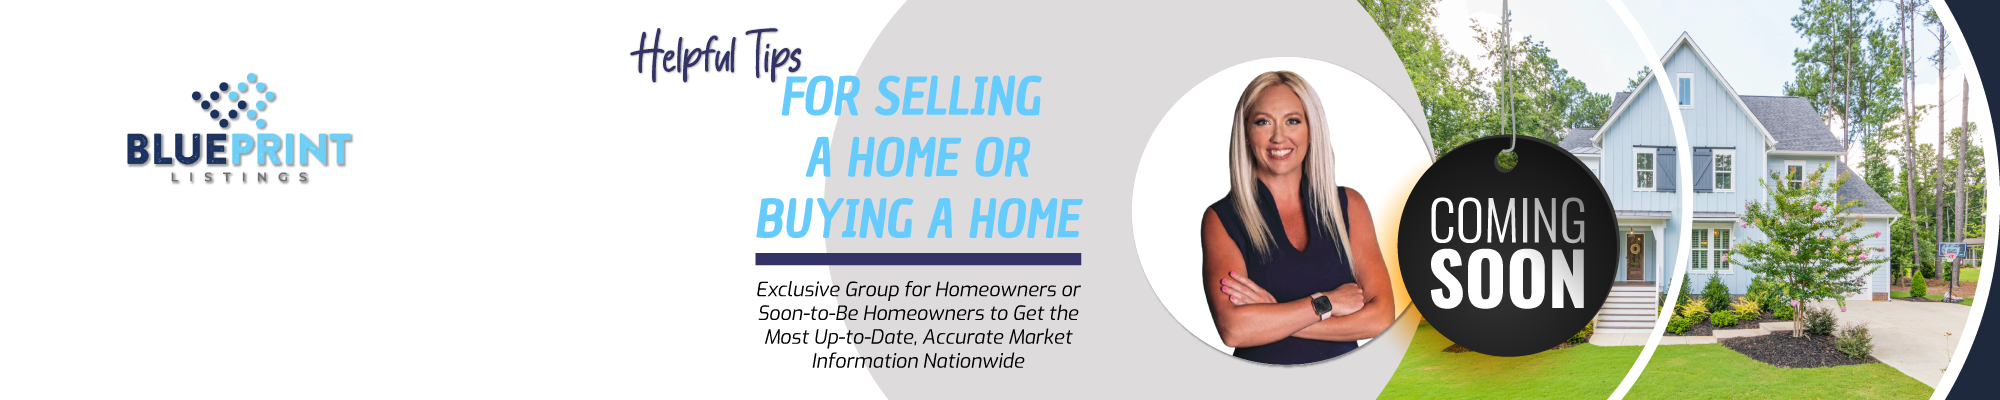 BLUEPRINT
LISTINGS
Helpful Tips
FOR SELLING
A HOME OR
BUYING A HOME
Exclusive Group for Homeowners or
Soon-to-Be Homeowners to Get the
Most Up-to-Date, Accurate Market
Information Nationwide
COMING
SOON